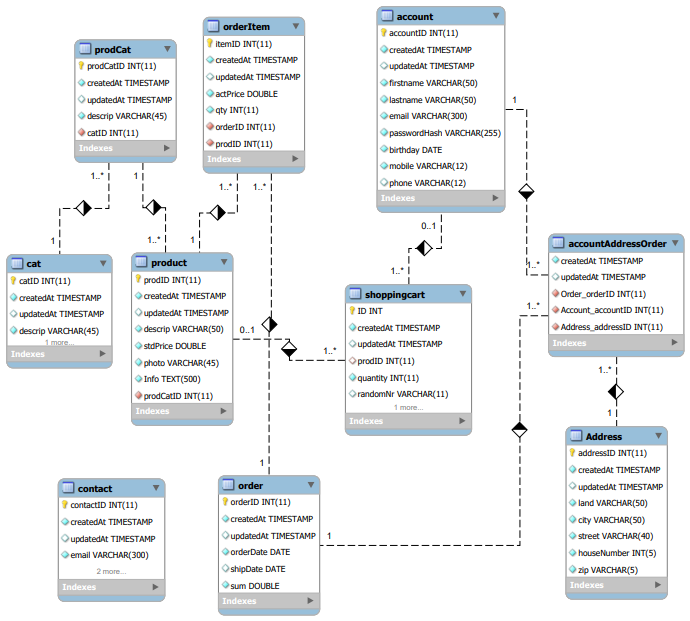 prodCat
prodCatID INT(11)
createdAt TIMESTAMP
updatedAt TIMESTAMP
descrip VARCHAR(45)
catID INT(11)
Indexes
orderItem
itemID INT(11)
createdAt TIMESTAMP
updatedAt TIMESTAMP
actPrice DOUBLE
qty INT(11)
orderID INT(11)
prodID INT(11)
Indexes
account
accountID INT(11)
createdAt TIMESTAMP
updatedAt TIMESTAMP
firstname VARCHAR(50)
lastname VARCHAR(50)
email VARCHAR(300)
passwordHash VARCHAR(255)
birthday DATE
mobile VARCHAR(12)
phone VARCHAR(12)
Indexes
1
1..*
1
1..*
1..*
0..1
1
1..*
1
1..*
1..*
cat
catID INT(11)
createdAt TIMESTAMP
updatedAt TIMESTAMP
descrip VARCHAR(45)
1 more...
Indexes
product
prodID INT(11)
createdAt TIMESTAMP
updatedAt TIMESTAMP
descrip VARCHAR(50)
stdPrice DOUBLE
photo VARCHAR(45)
Info TEXT(500)
prodCatID INT(11)
Indexes
0..1
1..*
shoppingcart
ID INT
createdAt TIMESTAMP
updatedAt TIMESTAMP
prodID INT(11)
quantity INT(11)
randomNr VARCHAR(11)
1 more...
Indexes
accountAddressOrder
createdAt TIMESTAMP
updatedAt TIMESTAMP
Order_orderID INT(11)
Account_accountID INT(11)
Address_addressID INT(11)
Indexes
1..*
1..*
1
Address
addressID INT(11)
createdAt TIMESTAMP
updatedAt TIMESTAMP
land VARCHAR(50)
city VARCHAR(50)
street VARCHAR(40)
houseNumber INT(5)
zip VARCHAR(5)
Indexes
contact
contactID INT(11)
createdAt TIMESTAMP
updatedAt TIMESTAMP
email VARCHAR(300)
2 more...
Indexes
1
order
orderID INT(11)
createdAt TIMESTAMP
updatedAt TIMESTAMP
orderDate DATE
shipDate DATE
sum DOUBLE
Indexes
1